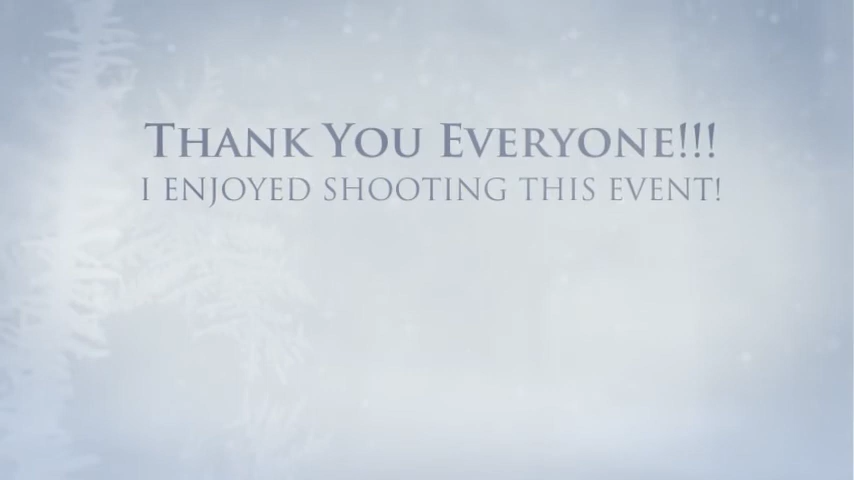 THANK YOU EVERYONE!!!
I ENJOYED SHOOTING THIS EVENT!